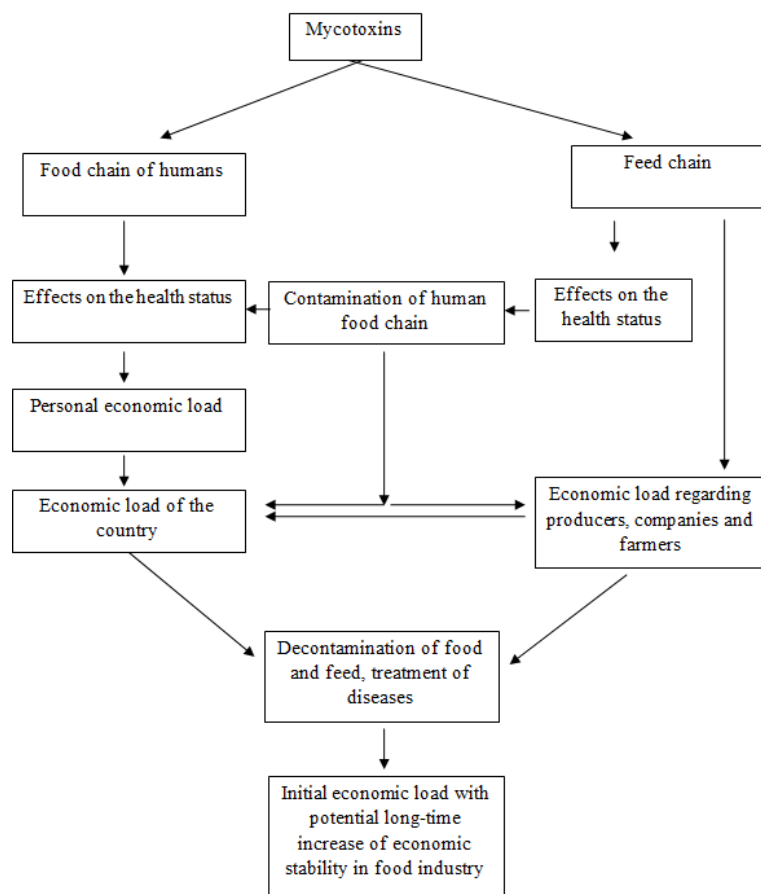 Mycotoxins
Food chain of humans
Feed chain
Effects on the health status
Contamination of human
food chain
Effects on the
health status
Personal economic load
Economic load of the
country
Economic load regarding
producers, companies and
farmers
Decontamination of food
and feed, treatment of
diseases
Initial economic load with
potential long-time
increase of economic
stability in food industry